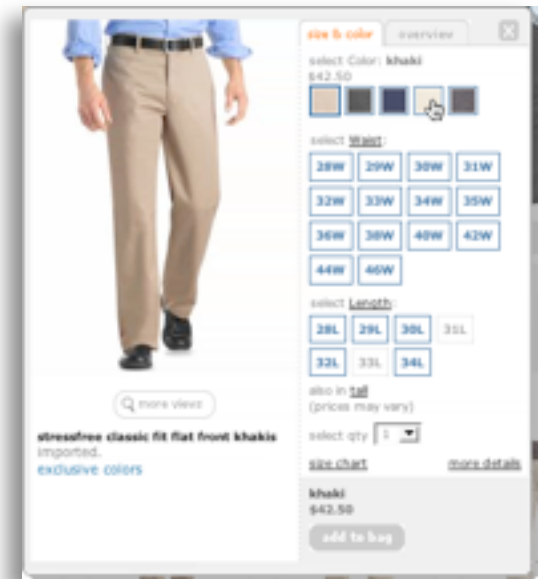 size & color overview
select Color: khaki
$42.50
select Waist:
28W 29W 30W 31W
32W 33W 34W 35W
36W 38W 40W 42W
44W 46W
select Length:
28L 29L 30L 31L
32L 33L 34L
also in tall
(prices may vary)
select qty 1
size chart more details
more views
stressfree classic fit flat front khakis
imported.
exclusive colors
khaki
$42.50
add to bag